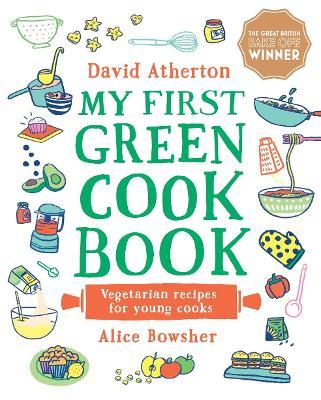 THE GREAT BRITISH
BAKE OFF
WINNER
David Atherton
MY FIRST
GREEN
COOK
BOOK
Vegetarian recipes
for young cooks
Alice Bowsher